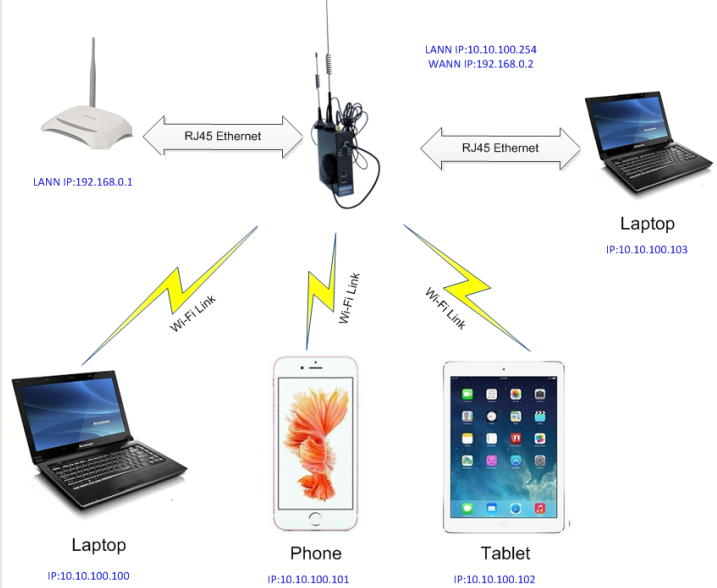 LANN IP:10.10.100.254
WANN IP:192.168.0.2
RJ45 Ethernet
RJ45 Ethernet
LANN IP:192.168.0.1
Laptop
IP:10.10.100.103
Wi-Fi Link
Wi-Fi Link
Wi-Fi Link
Laptop
Phone
Tablet
IP:10.10.100.100
IP:10.10.100.101
IP:10.10.100.102